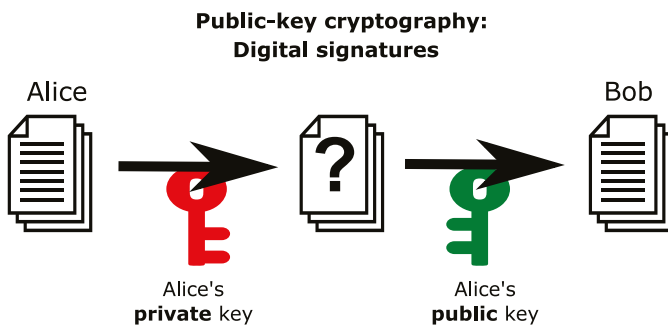 Public-key cryptography:
Digital signatures
Alice
Bob
?
Alice's
private key
Alice's
public key